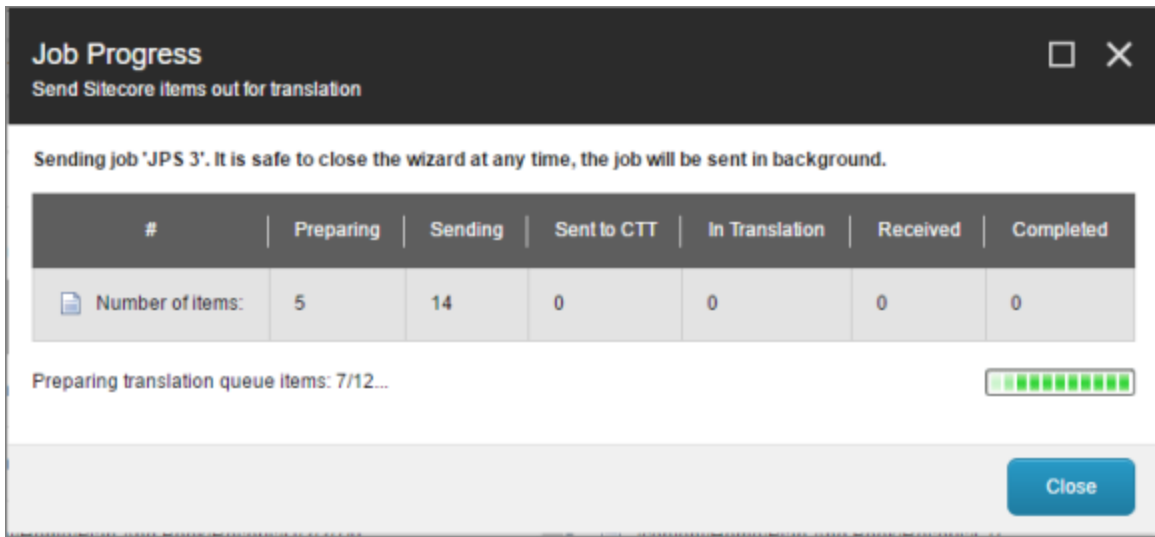 Job Progress
Send Sitecore items out for translation
Sending job 'JPS 3'. It is safe to close the wizard at any time, the job will be sent in background.
# Preparing Sending Sent to CTT In Translation Received Completed
Number of items: 5 14 0 0 0 0
Preparing translation queue items: 7/12...
Close